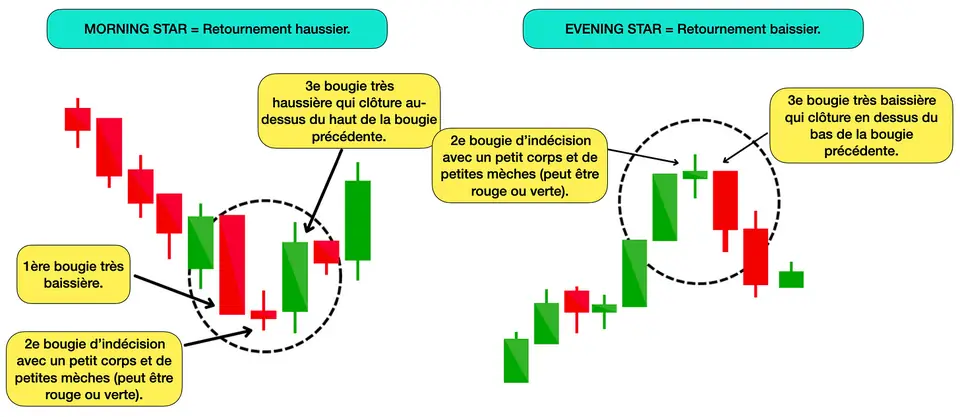 MORNING STAR = Retournement haussier.
EVENING STAR = Retournement baissier.
3e bougie très
haussière qui clôture au-
dessus du haut de la bougie
précédente.
1ère bougie très
baissière.
2e bougie d'indécision
avec un petit corps et de
petites mèches (peut être
rouge ou verte).
2e bougie d'indécision
avec un petit corps et de
petites mèches (peut être
rouge ou verte).
3e bougie très baissière
qui clôture en dessus du
bas de la bougie
précédente.